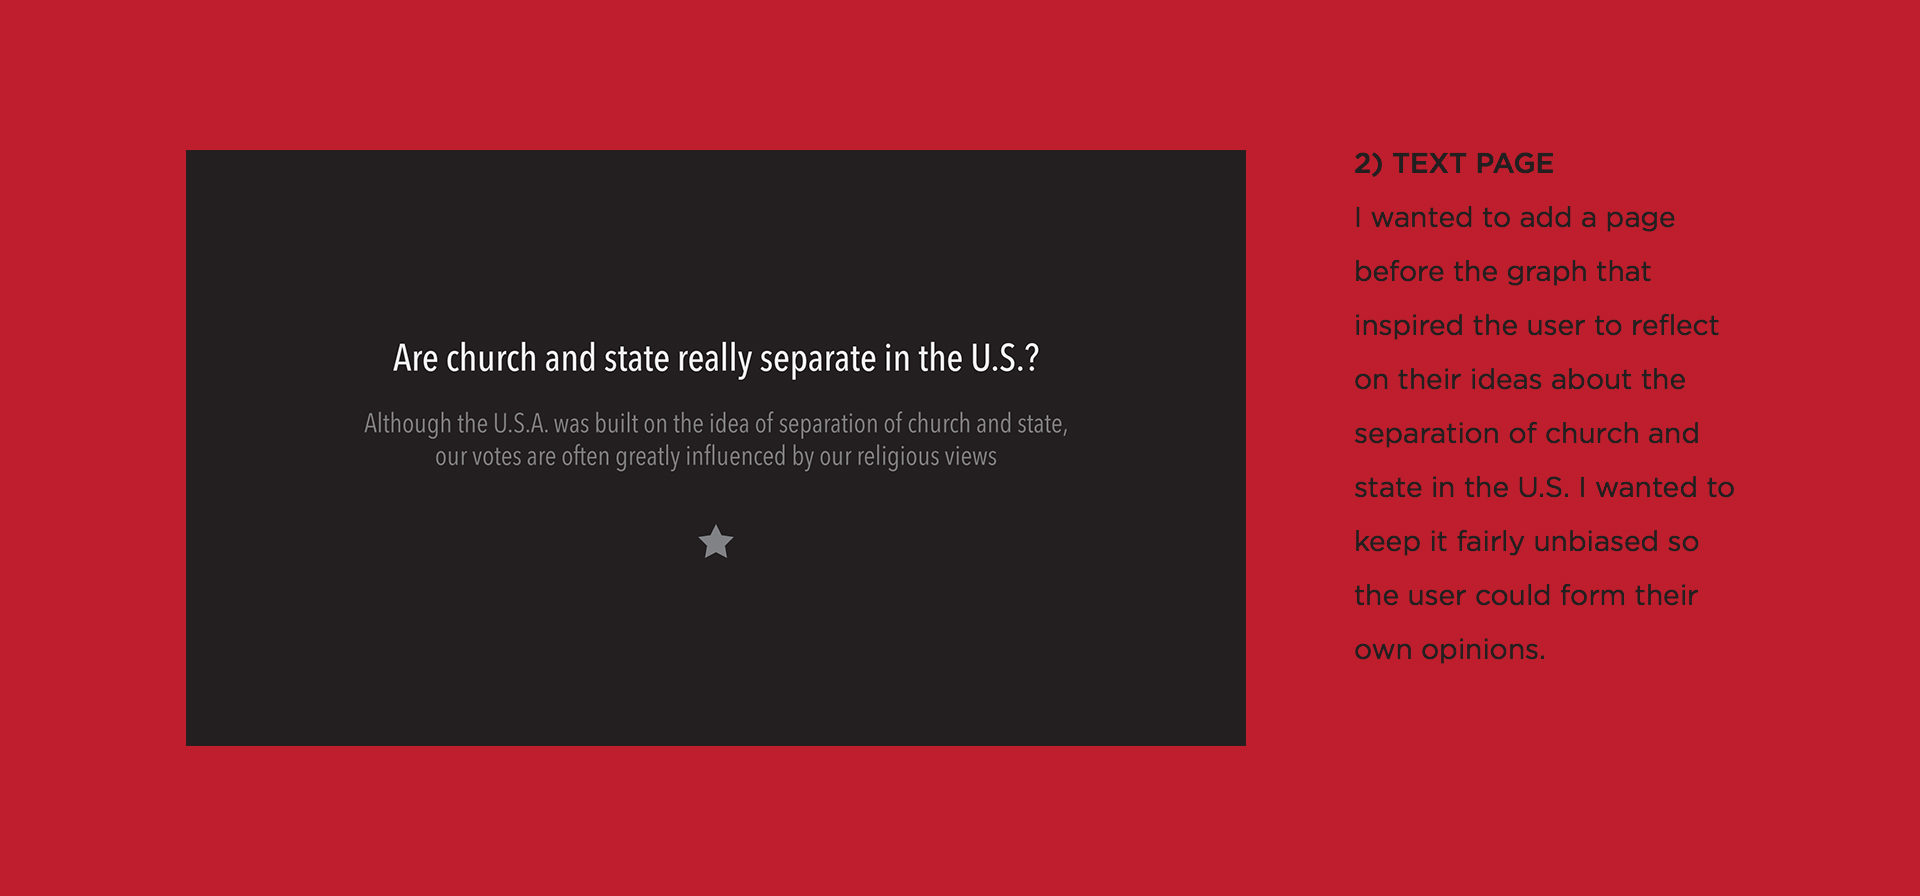 Are church and state really separate in the U.S.?
Although the U.S.A. was built on the idea of separation of church and state,
our votes are often greatly influenced by our religious views
2) TEXT PAGE
I wanted to add a page
before the graph that
inspired the user to reflect
on their ideas about the
separation of church and
state in the U.S. I wanted to
keep it fairly unbiased so
the user could form their
own opinions.